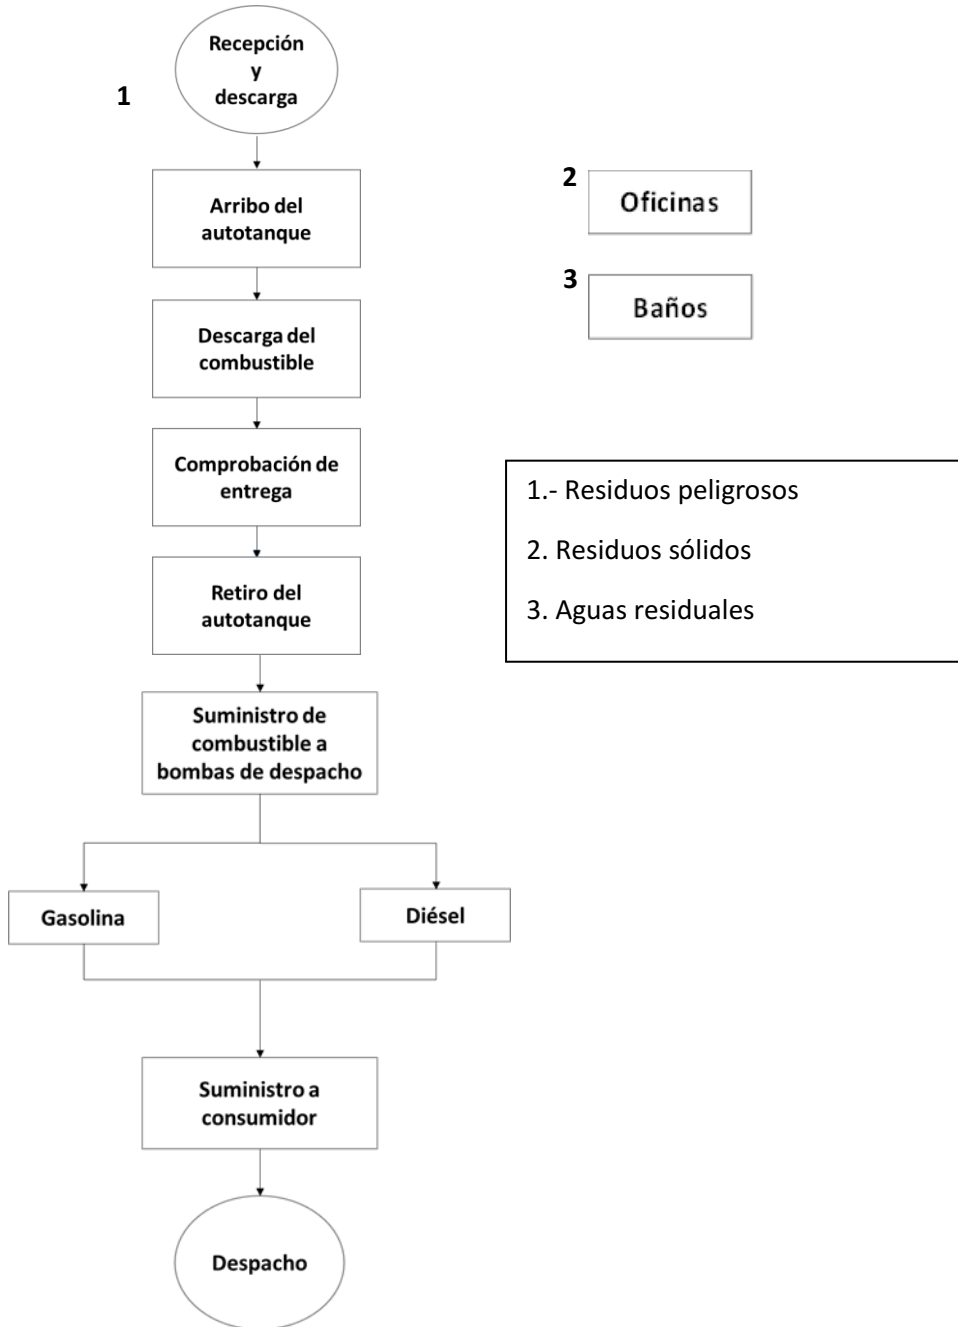 Recepción
y
descarga
1
Arribo del
autotanque
2
Oficinas
3
Baños
Descarga del
combustible
Comprobación de
entrega
1.- Residuos peligrosos
2. Residuos sólidos
3. Aguas residuales
Retiro del
autotanque
Suministro de
combustible a
bombas de despacho
Gasolina
Diésel
Suministro a
consumidor
Despacho